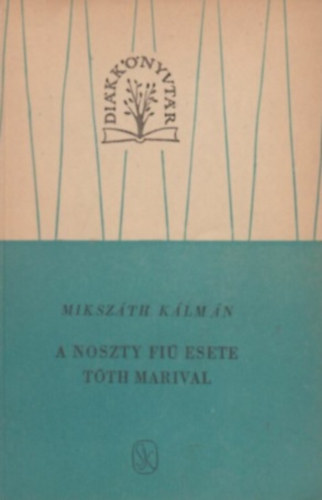 DIÁKKÖNYVTÁR
MIKSZÁTH KÁLMÁN
A NOSZTY FIÚ ESETE
TÓTH MARIVAL